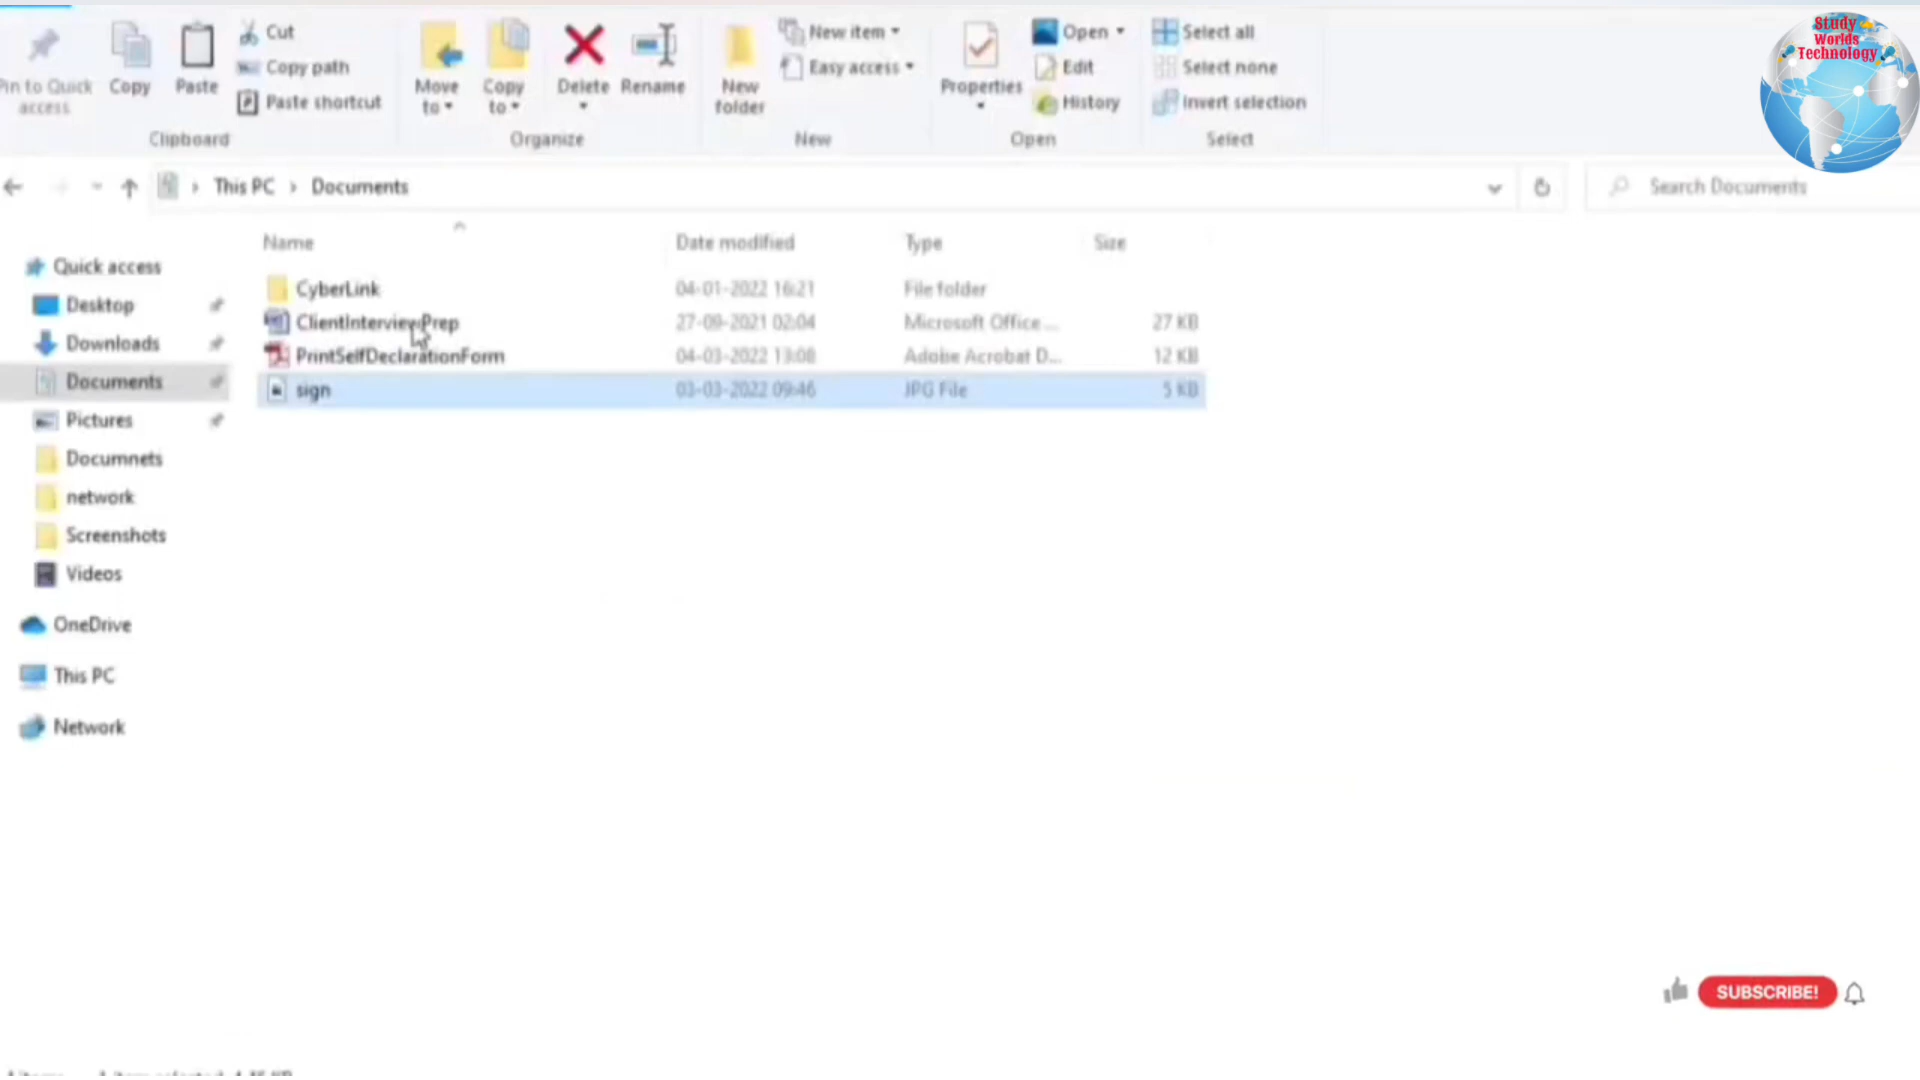 Study
Worlds
Technology
Pin to Quick
access
Copy
Paste
Cut
Copy path
Paste shortcut
Clipboard
Move
to
Copy
to
Delete
Rename
Organize
New
folder
New item
Easy access
New
Properties
Open
Edit
History
Open
Select all
Select none
Invert selection
Select
This PC › Documents
Search Documents
Name Date modified Type Size
CyberLink 04-01-2022 16:21 File folder
ClientInterviewPrep 27-09-2021 02:04 Microsoft Office ... 27 KB
PrintSelfDeclarationForm 04-03-2022 13:08 Adobe Acrobat D... 12 KB
sign 03-03-2022 09:46 JPG File 5 KB
Quick access
Desktop
Downloads
Documents
Pictures
Documnets
network
Screenshots
Videos
OneDrive
This PC
Network
SUBSCRIBE!